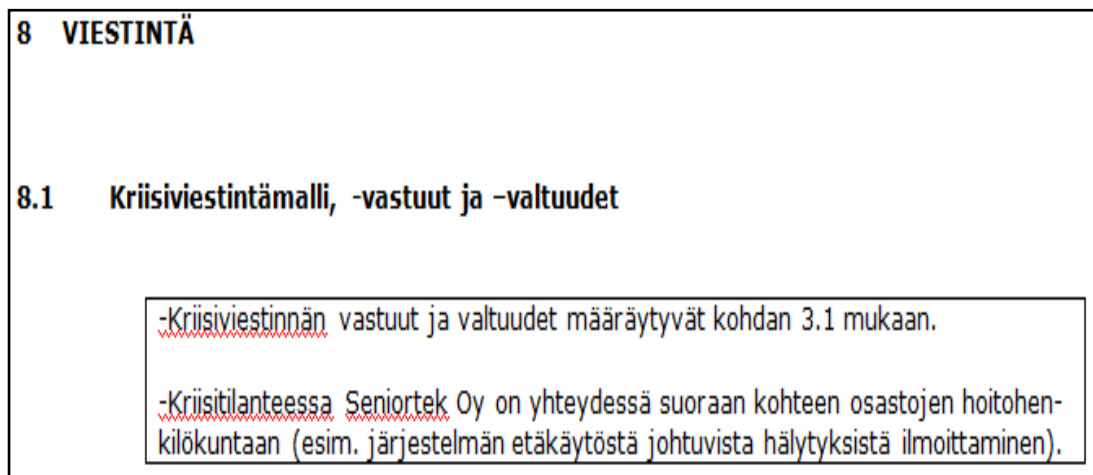 8 VIESTINTÄ
8.1 Kriisiviestintämalli, -vastuut ja –valtuudet
-Kriisiviestinnän vastuut ja valtuudet määräytyvät kohdan 3.1 mukaan.
-Kriisitilanteessa Seniortek Oy on yhteydessä suoraan kohteen osastojen hoitohen-
kilökuntaan (esim. järjestelmän etäkäytöstä johtuvista hälytyksistä ilmoittaminen).